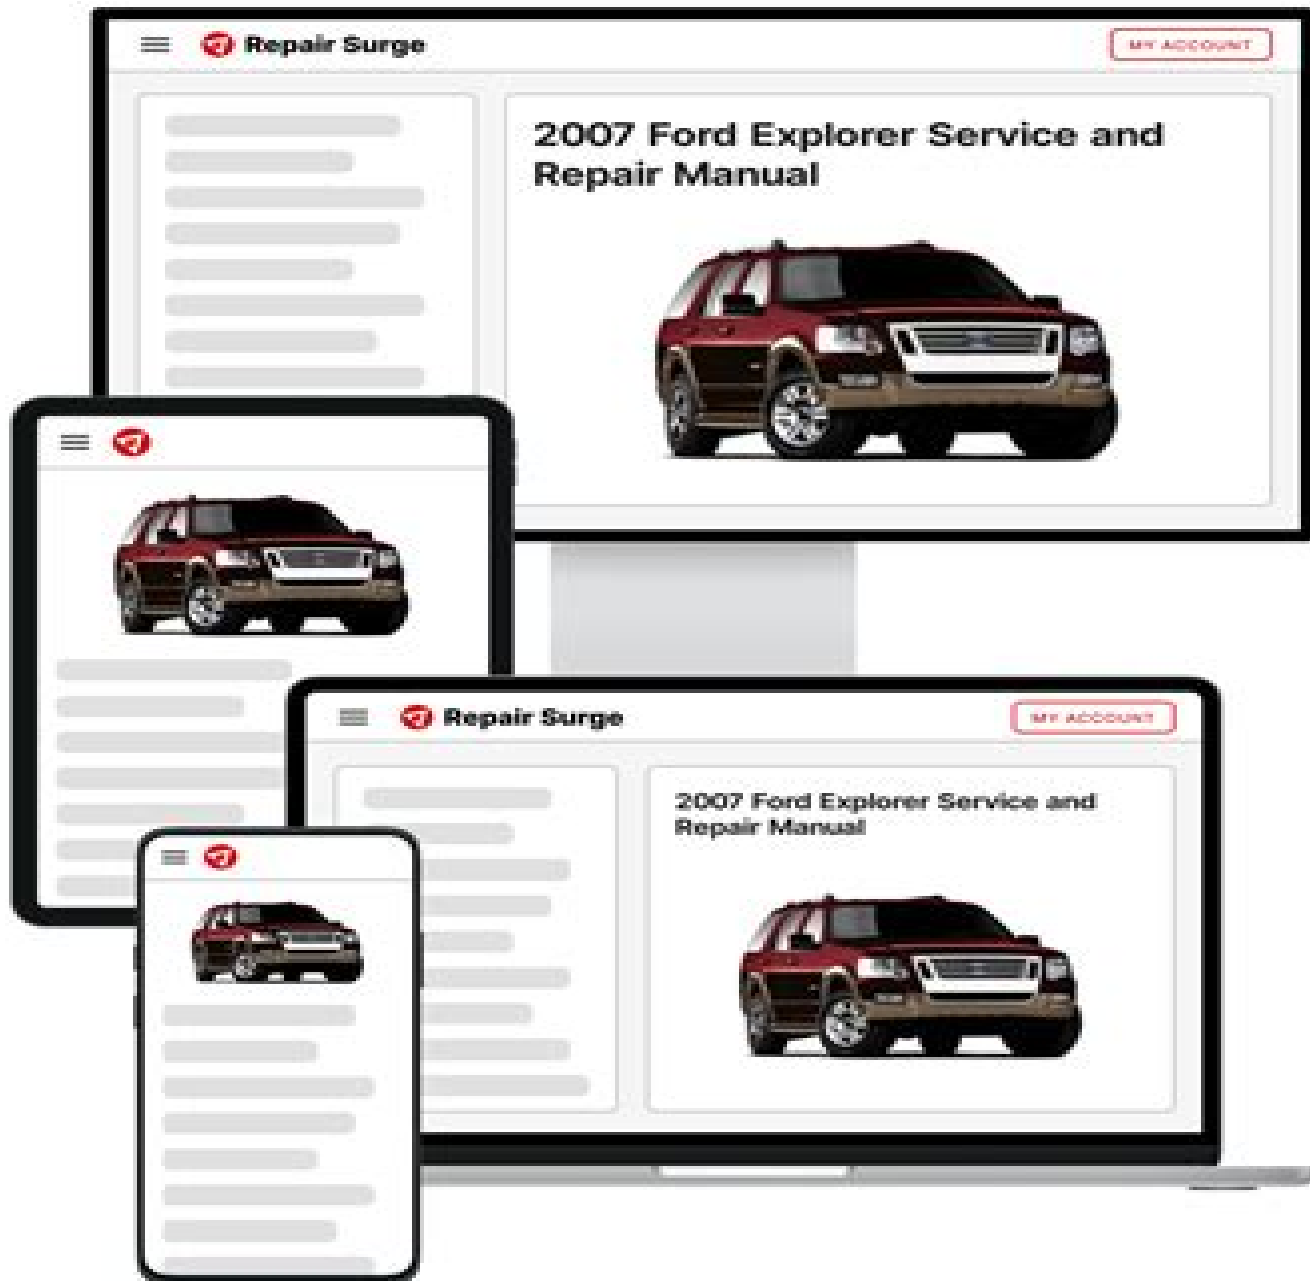 Repair Surge
MY ACCOUNT
2007 Ford Explorer Service and
Repair Manual
Repair Surge
MY ACCOUNT
2007 Ford Explorer Service and
Repair Manual